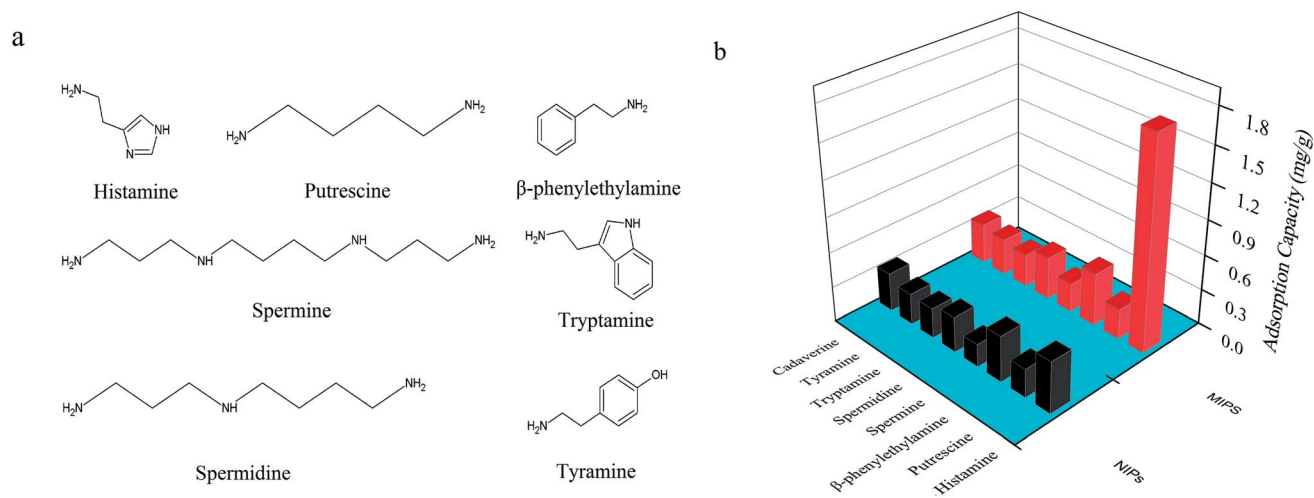 a
H₂N
NH
N
Histamine
H₂N
NH₂
Putrescine
NH₂
β-phenylethylamine
H₂N
NH
NH
NH₂
Spermine
H₂N
NH
Tryptamine
H₂N
NH
NH₂
Spermidine
OH
H₂N
Tyramine
b
1.8
1.5
1.2
0.9
0.6
0.3
0.0
Adsorption Capacity (mg/g)
Cadaverine
Tyramine
Tryptamine
Spermidine
Spermine
β-phenylethylamine
Putrescine
Histamine
MIPS
NIPs